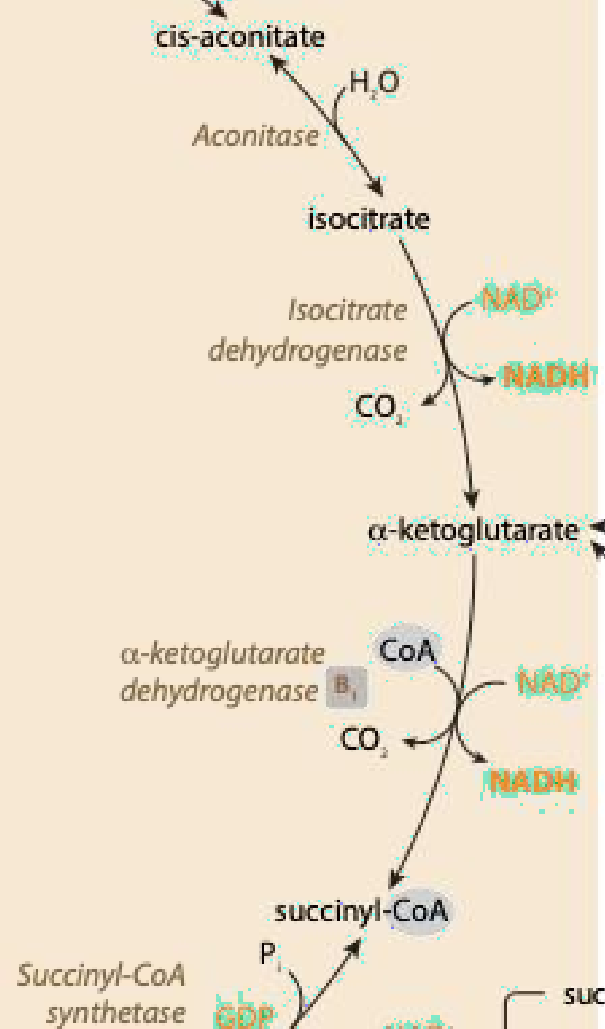 cis-aconitate
H₂O
Aconitase
isocitrate
Isocitrate
dehydrogenase
NAD⁺
NADH
CO₂
α-ketoglutarate
α-ketoglutarate
dehydrogenase B₁
CoA
NAD⁺
CO₂
NADH
succinyl-CoA
Pᵢ
Succinyl-CoA
synthetase
GDP
suc